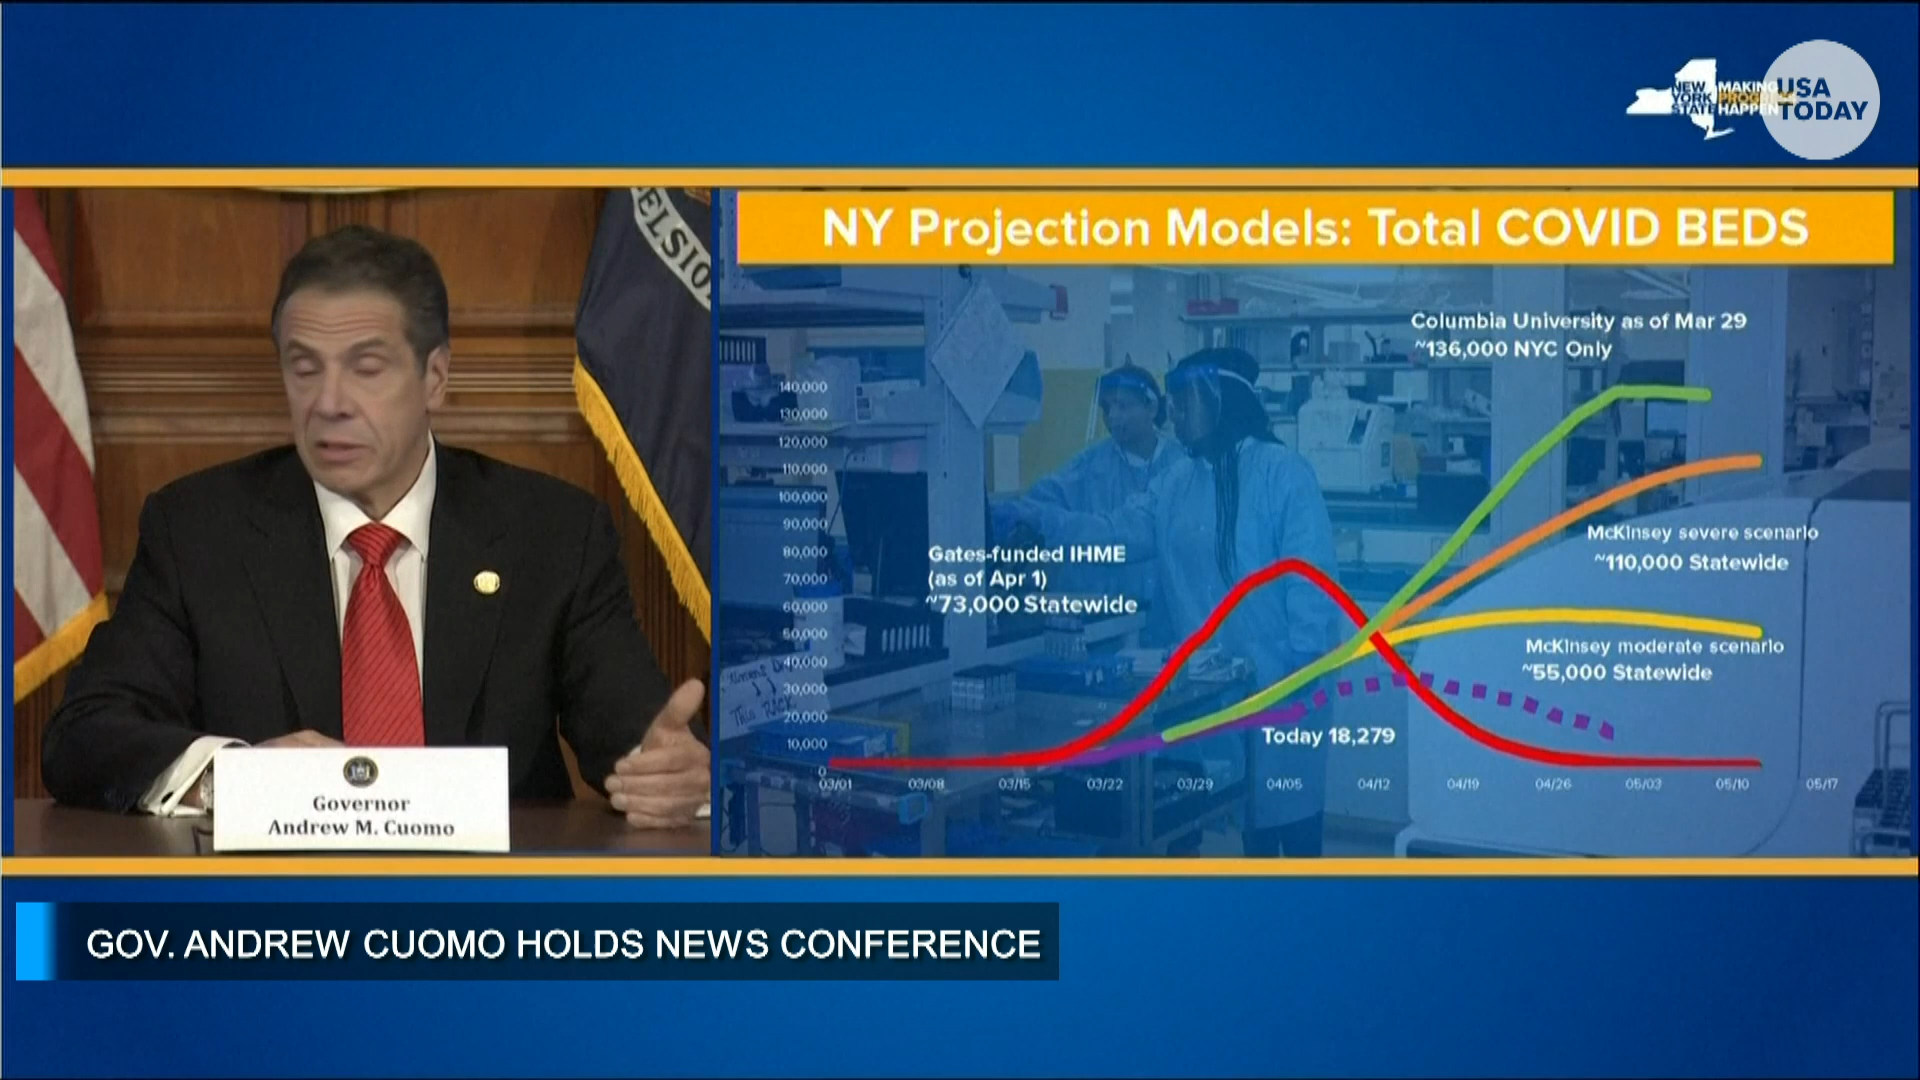 NEW
YORK
STATE
MAKING
PROG
HAPPEN
USA
TODAY
ELSIO
NY Projection Models: Total COVID BEDS
Columbia University as of Mar 29
~136,000 NYC Only
140,000
130,000
120,000
110,000
100,000
90,000
80,000
70,000
60,000
50,000
40,000
30,000
20,000
10,000
0
McKinsey severe scenario
~110,000 Statewide
Gates-funded IHME
(as of Apr 1)
~73,000 Statewide
McKinsey moderate scenario
~55,000 Statewide
This RACK
Today 18,279
03/01 03/08 03/15 03/22 03/29 04/05 04/12 04/19 04/26 05/03 05/10 05/17
Governor
Andrew M. Cuomo
GOV. ANDREW CUOMO HOLDS NEWS CONFERENCE